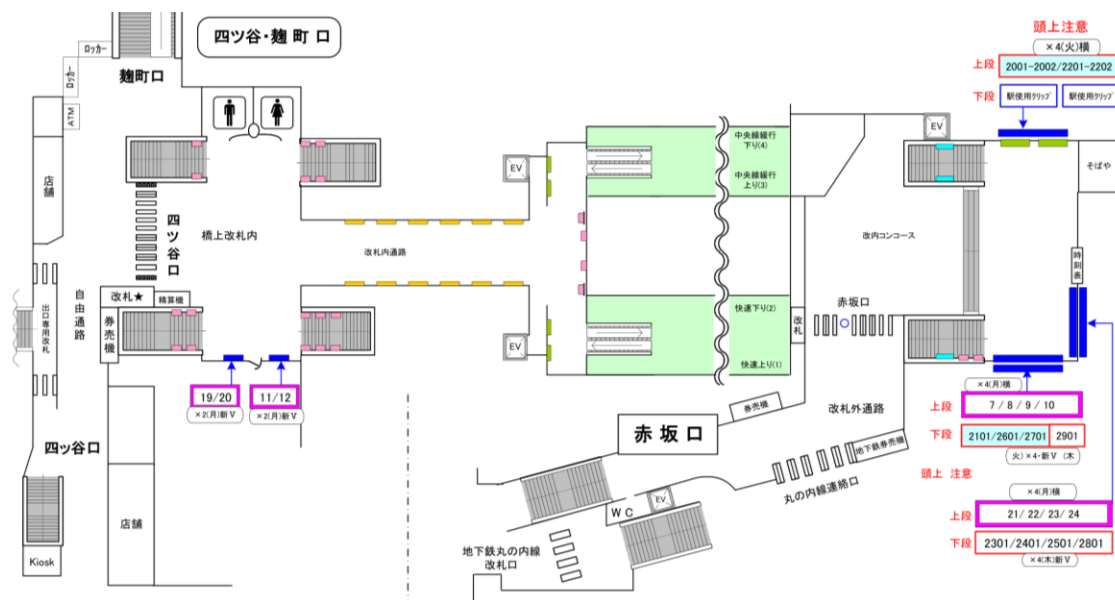 四ツ谷・麹町口
ロッカー
ロッカー
麹町口
ATM
店舗
四ツ谷口
橋上改札内
改札内通路
自由通路
出口専用改札
改札★
精算機
券売機
19/20
×2(月)新V
11/12
×2(月)新V
四ッ谷口
店舗
Kiosk
EV
EV
中央線緩行
下り(4)
中央線緩行
上り(3)
快速下り(2)
快速上り(1)
EV
改内コンコース
赤坂口
改札
改札外通路
券売機
赤坂口
地下鉄券売機
丸の内線連絡口
WC
EV
地下鉄丸の内線
改札口
頭上注意
×4(火)横
上段
2001-2002/2201-2202
下段
駅使用クリップ
駅使用クリップ
そばや
時刻表
×4(月)横
上段
7 / 8 / 9 / 10
下段
2101/2601/2701
2901
火)×4・新V (木
頭上 注意
×4(月)横
上段
21/ 22/ 23/ 24
下段
2301/2401/2501/2801
×4(木)新V